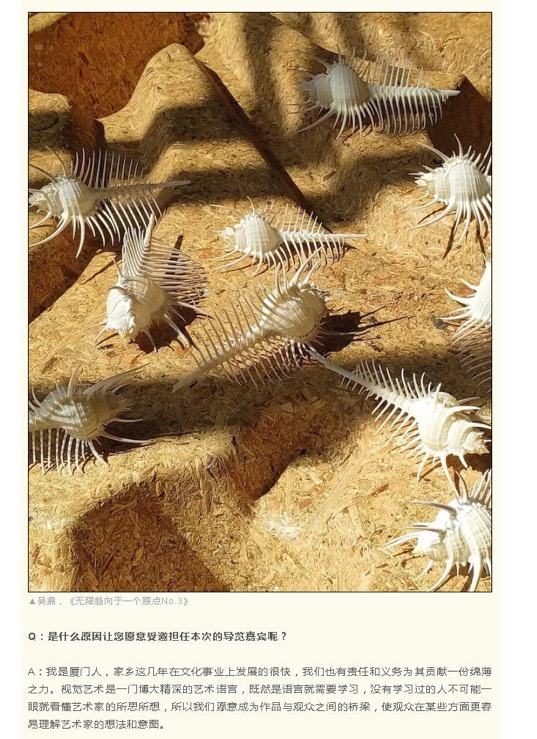 ▲吴鼎，《无限趋向于一个原点No.3》
Q：是什么原因让您愿意受邀担任本次的导览嘉宾呢？
A：我是厦门人，家乡这几年在文化事业上发展的很快，我们也有责任和义务为其贡献一份绵薄
之力。视觉艺术是一门博大精深的艺术语言，既然是语言就需要学习，没有学习过的人不可能一
眼就看懂艺术家的所思所想，所以我们愿意成为作品与观众之间的桥梁，使观众在某些方面更容
易理解艺术家的想法和意图。